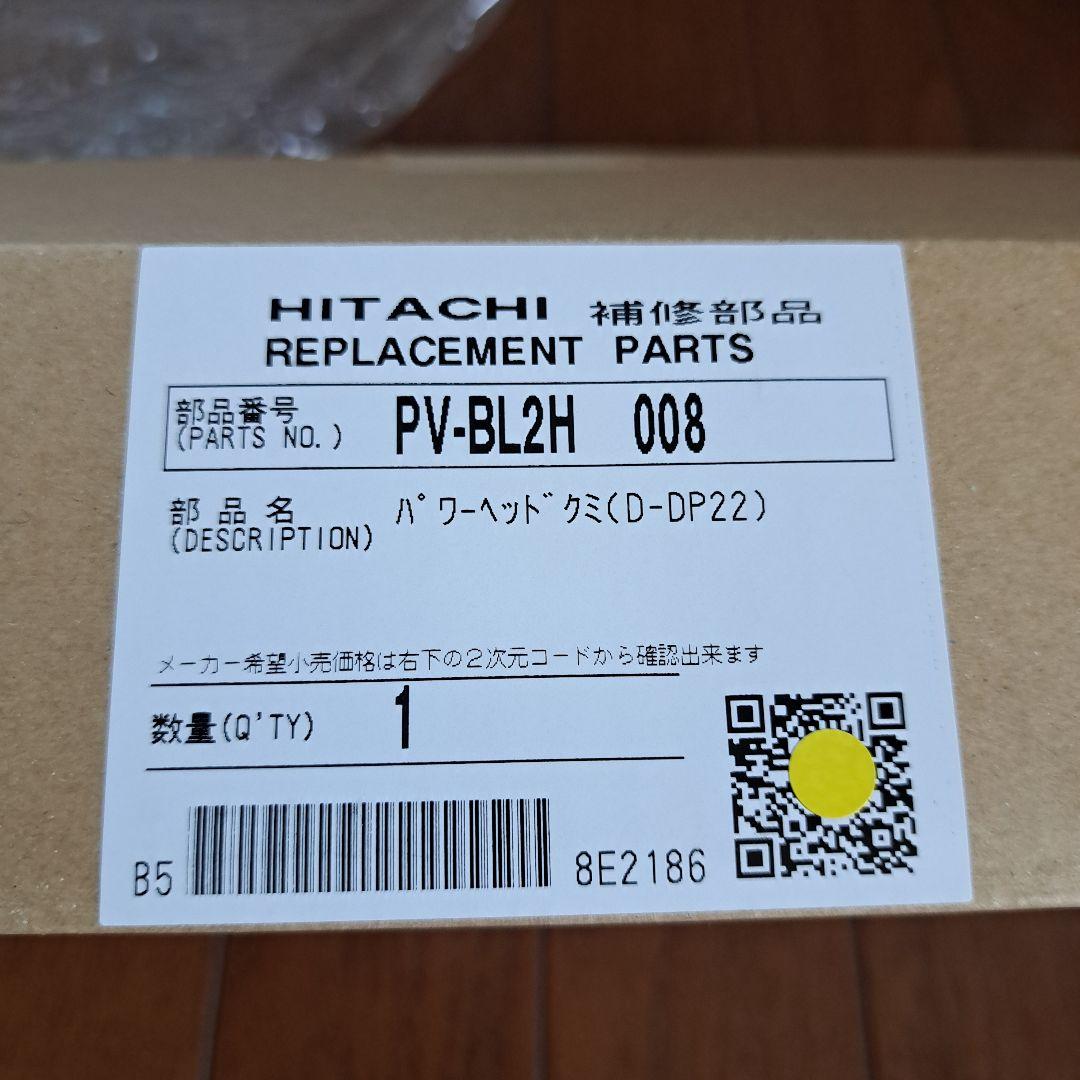 HITACHI 補修部品
REPLACEMENT PARTS
部品番号
(PARTS NO.) PV-BL2H 008
部品名 ﾊﾟﾜｰﾍｯﾄﾞｸﾐ(D-DP22)
(DESCRIPTION)
メーカー希望小売価格は右下の2次元コードから確認出来ます
数量(Q'TY) 1
B5 8E2186